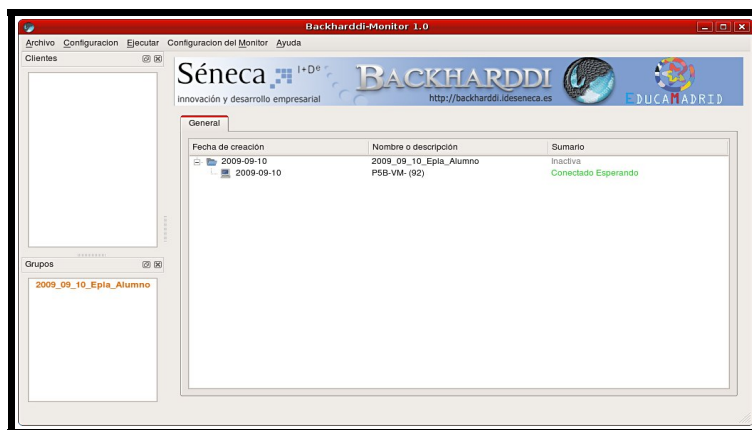 Backharddi-Monitor 1.0
Archivo Configuracion Ejecutar Configuracion del Monitor Ayuda
Clientes
Séneca I+De
innovación y desarrollo empresarial
BACKHARDDI
http://backharddi.ideseneca.es
EDUCAMADRID
General
Fecha de creación Nombre o descripción Sumario
2009-09-10 2009_09_10_Epla_Alumno Inactiva
2009-09-10 P5B-VM- (92) Conectado Esperando
Grupos
2009_09_10_Epla_Alumno